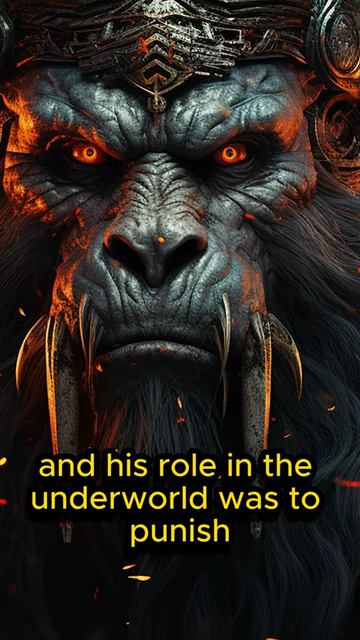 and his role in the
underworld was to
punish